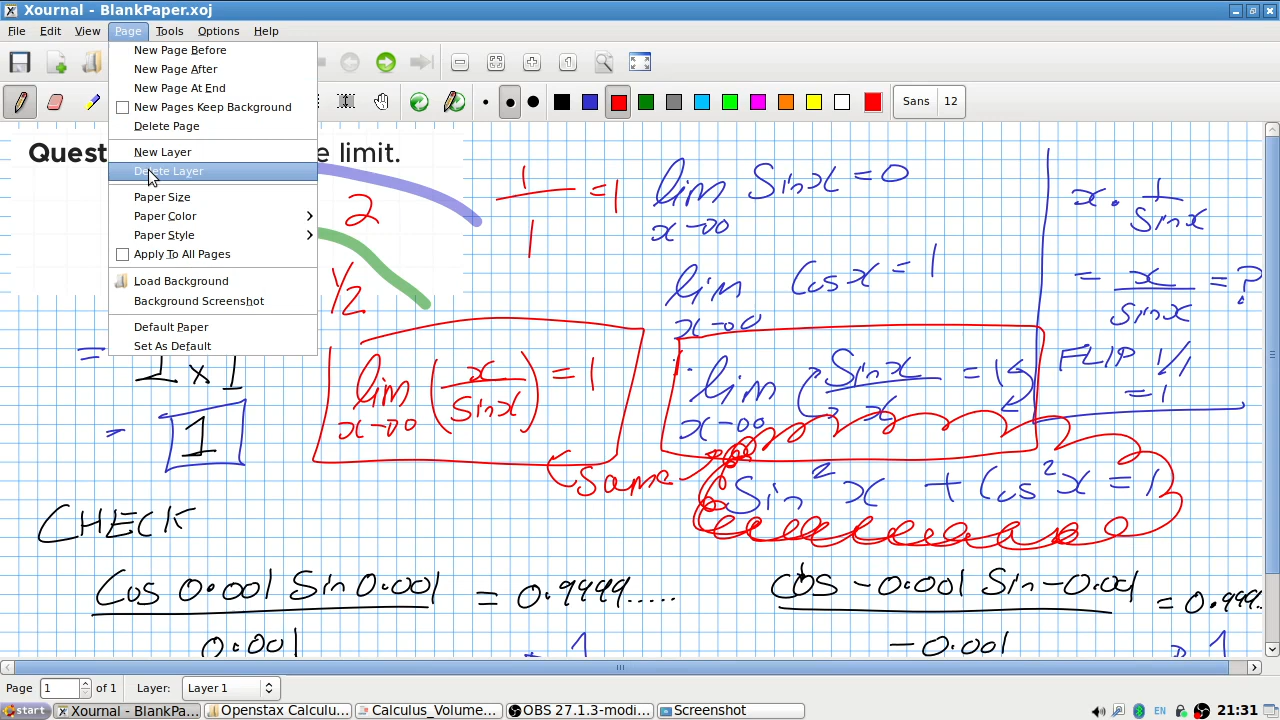 Xournal - BlankPaper.xoj
File Edit View Page Tools Options Help
New Page Before
New Page After
New Page At End
New Pages Keep Background
Delete Page
New Layer
Delete Layer
Paper Size
Paper Color
Paper Style
Apply To All Pages
Load Background
Background Screenshot
Default Paper
Set As Default
Sans 12
Quest
e limit.
2
1/2
1/1 = 1
lim x→0 Sin x = 0
lim x→0 Cos x = 1
x · 1/Sin x
= x/Sin x = ?
FLIP 1/1
= 1
lim x→0 (x/Sin x) = 1
lim x→0 Sin x/x = 1
Same
Sin²x + Cos²x = 1
=
1 x 1
= 1
CHECK
Cos 0.001 Sin 0.001 = 0.9999.....
0.001
1
Cos -0.001 Sin -0.001 = 0.999..
-0.001
1
Page 1 of 1 Layer: Layer 1
start Xournal - BlankPa... Openstax Calculu... Calculus_Volume... OBS 27.1.3-modi... Screenshot EN 21:31